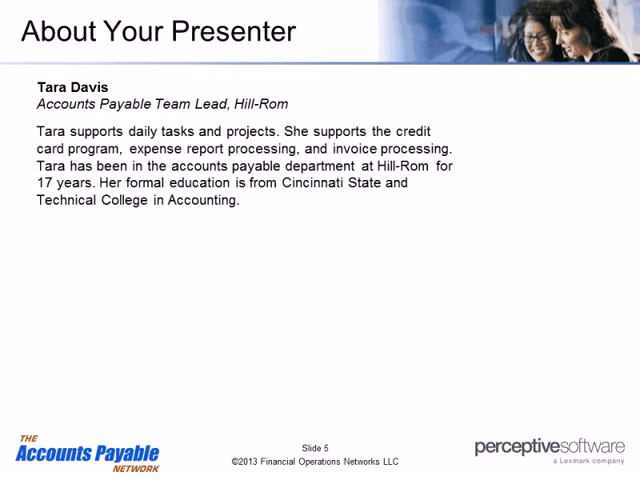 About Your Presenter
Tara Davis
Accounts Payable Team Lead, Hill-Rom
Tara supports daily tasks and projects. She supports the credit
card program, expense report processing, and invoice processing.
Tara has been in the accounts payable department at Hill-Rom for
17 years. Her formal education is from Cincinnati State and
Technical College in Accounting.
THE
Accounts Payable
NETWORK
Slide 5
©2013 Financial Operations Networks LLC
perceptivesoftware
a Lexmark company